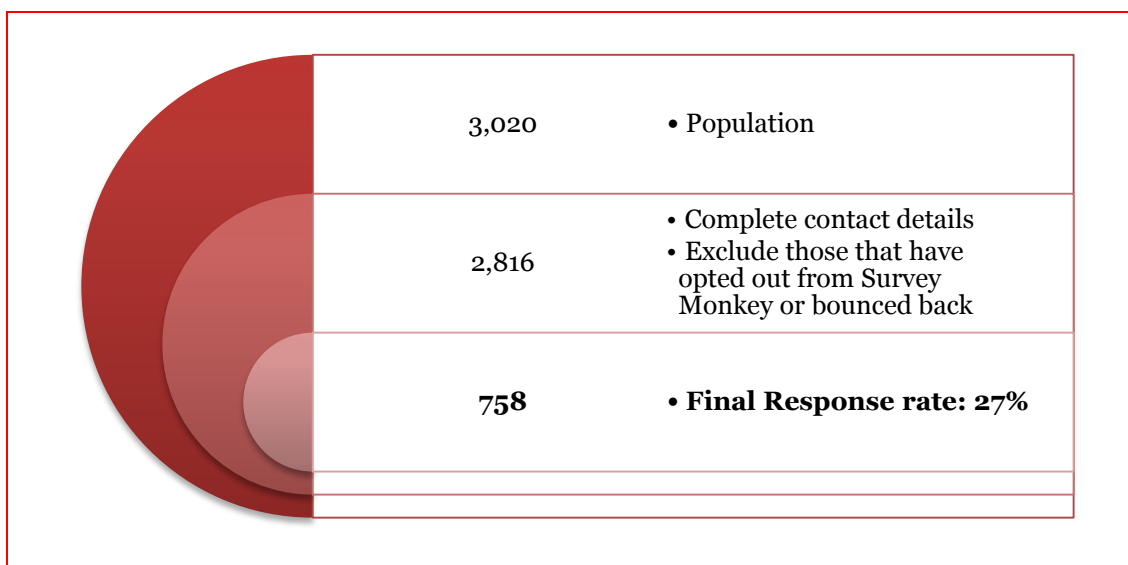 3,020
• Population
2,816
• Complete contact details
• Exclude those that have
opted out from Survey
Monkey or bounced back
758
• Final Response rate: 27%